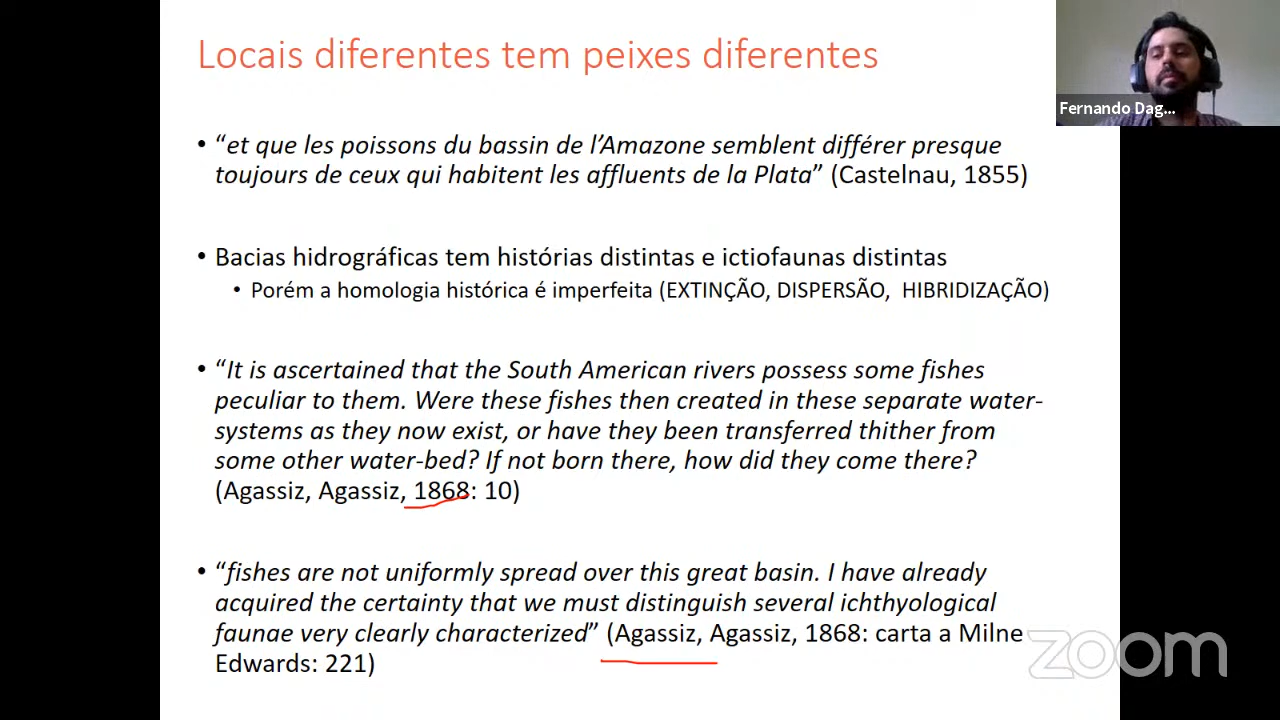 Locais diferentes tem peixes diferentes
Fernando Dag...
• “et que les poissons du bassin de l’Amazone semblent différer presque
toujours de ceux qui habitent les affluents de la Plata” (Castelnau, 1855)
• Bacias hidrográficas tem histórias distintas e ictiofaunas distintas
• Porém a homologia histórica é imperfeita (EXTINÇÃO, DISPERSÃO, HIBRIDIZAÇÃO)
• “It is ascertained that the South American rivers possess some fishes
peculiar to them. Were these fishes then created in these separate water-
systems as they now exist, or have they been transferred thither from
some other water-bed? If not born there, how did they come there?
(Agassiz, Agassiz, 1868: 10)
• “fishes are not uniformly spread over this great basin. I have already
acquired the certainty that we must distinguish several ichthyological
faunae very clearly characterized” (Agassiz, Agassiz, 1868: carta a Milne
Edwards: 221)
zoom